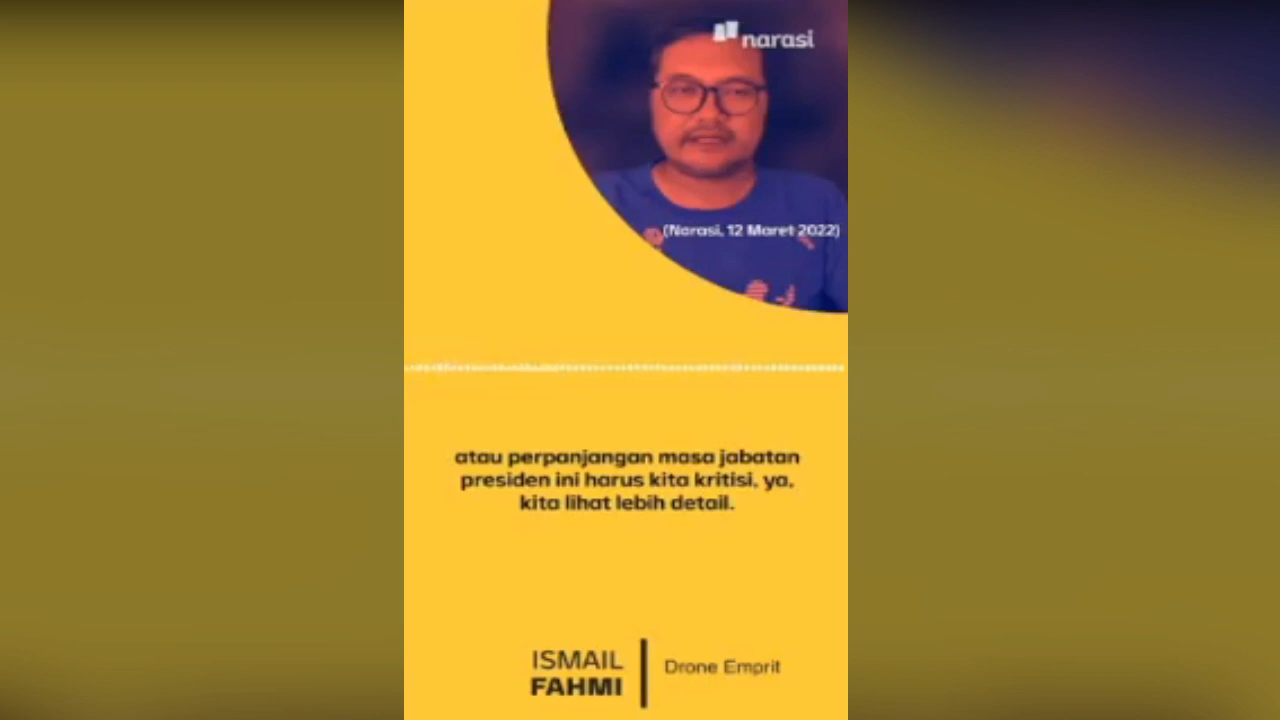 narasi
(Narasi, 12 Maret 2022)
atau perpanjangan masa jabatan
presiden ini harus kita kritisi, ya,
kita lihat lebih detail.
ISMAIL
FAHMI
Drone Emprit